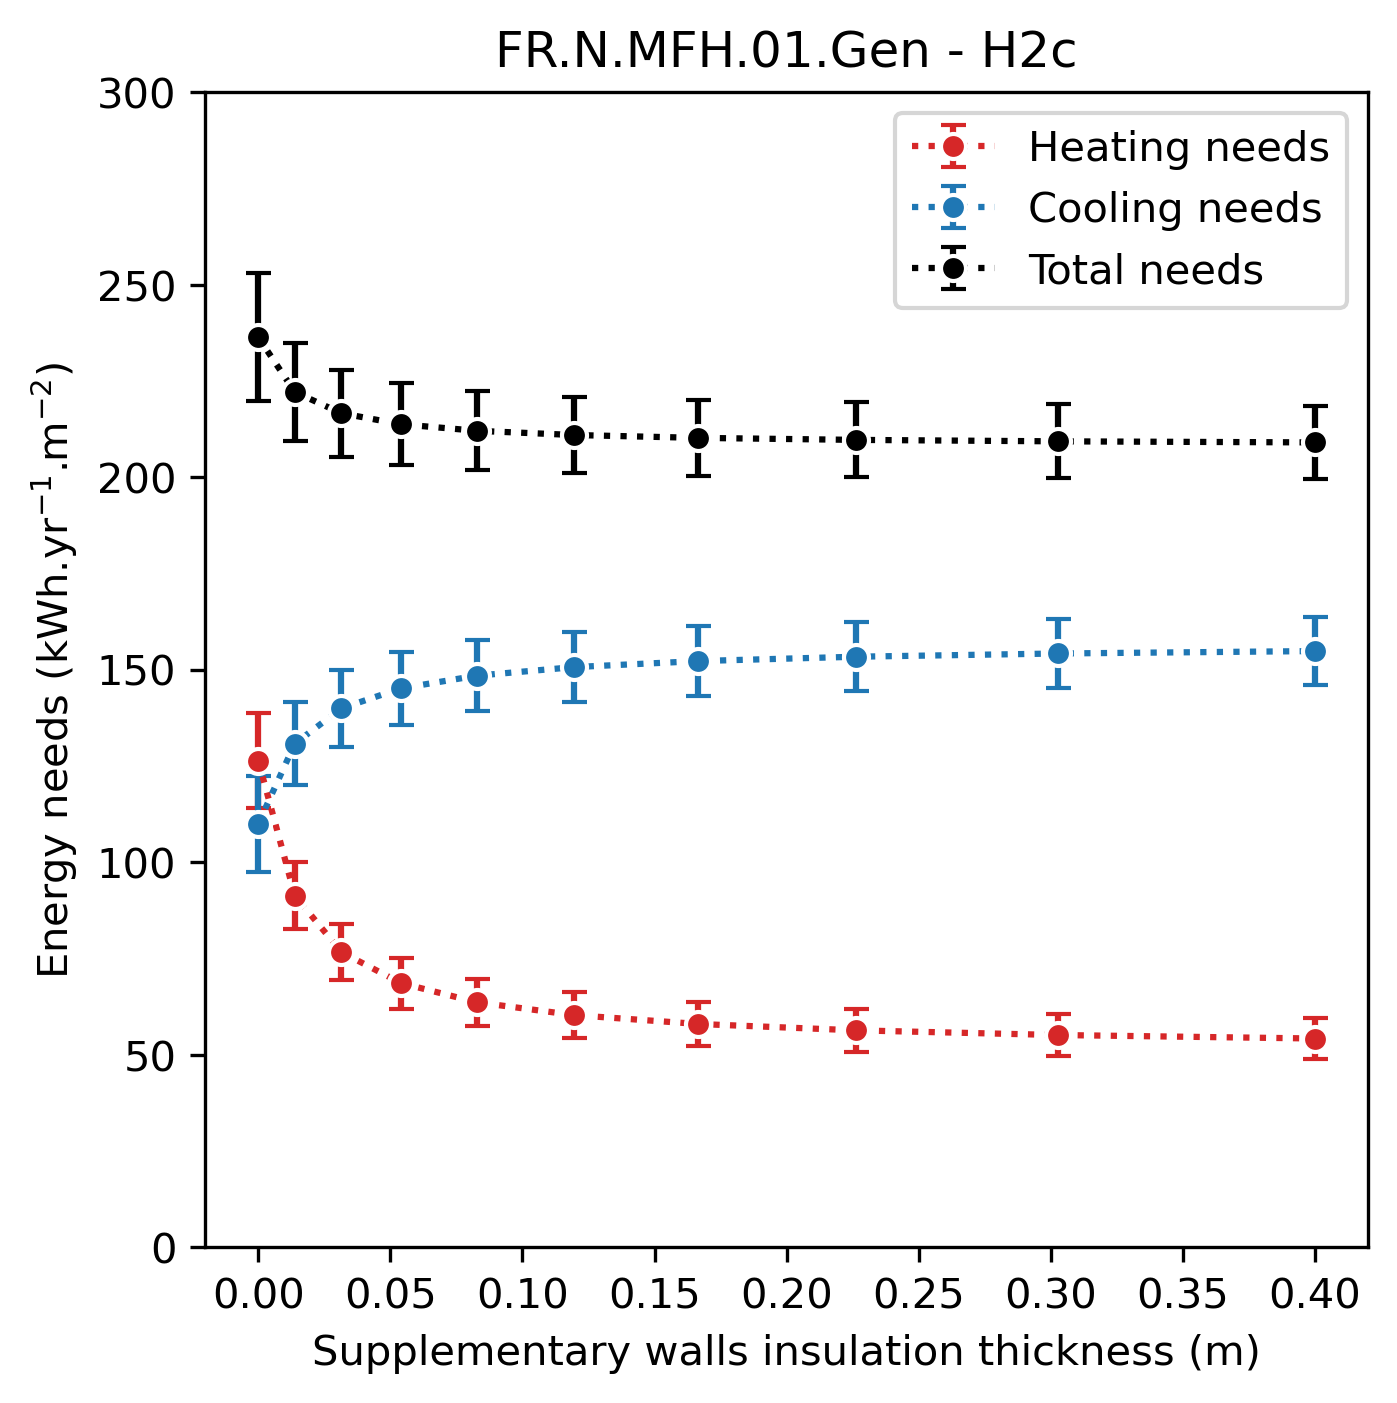 FR.N.MFH.01.Gen - H2c
300
250
200
150
100
50
0
Energy needs (kWh.yr⁻¹.m⁻²)
Heating needs
Cooling needs
Total needs
0.00 0.05 0.10 0.15 0.20 0.25 0.30 0.35 0.40
Supplementary walls insulation thickness (m)